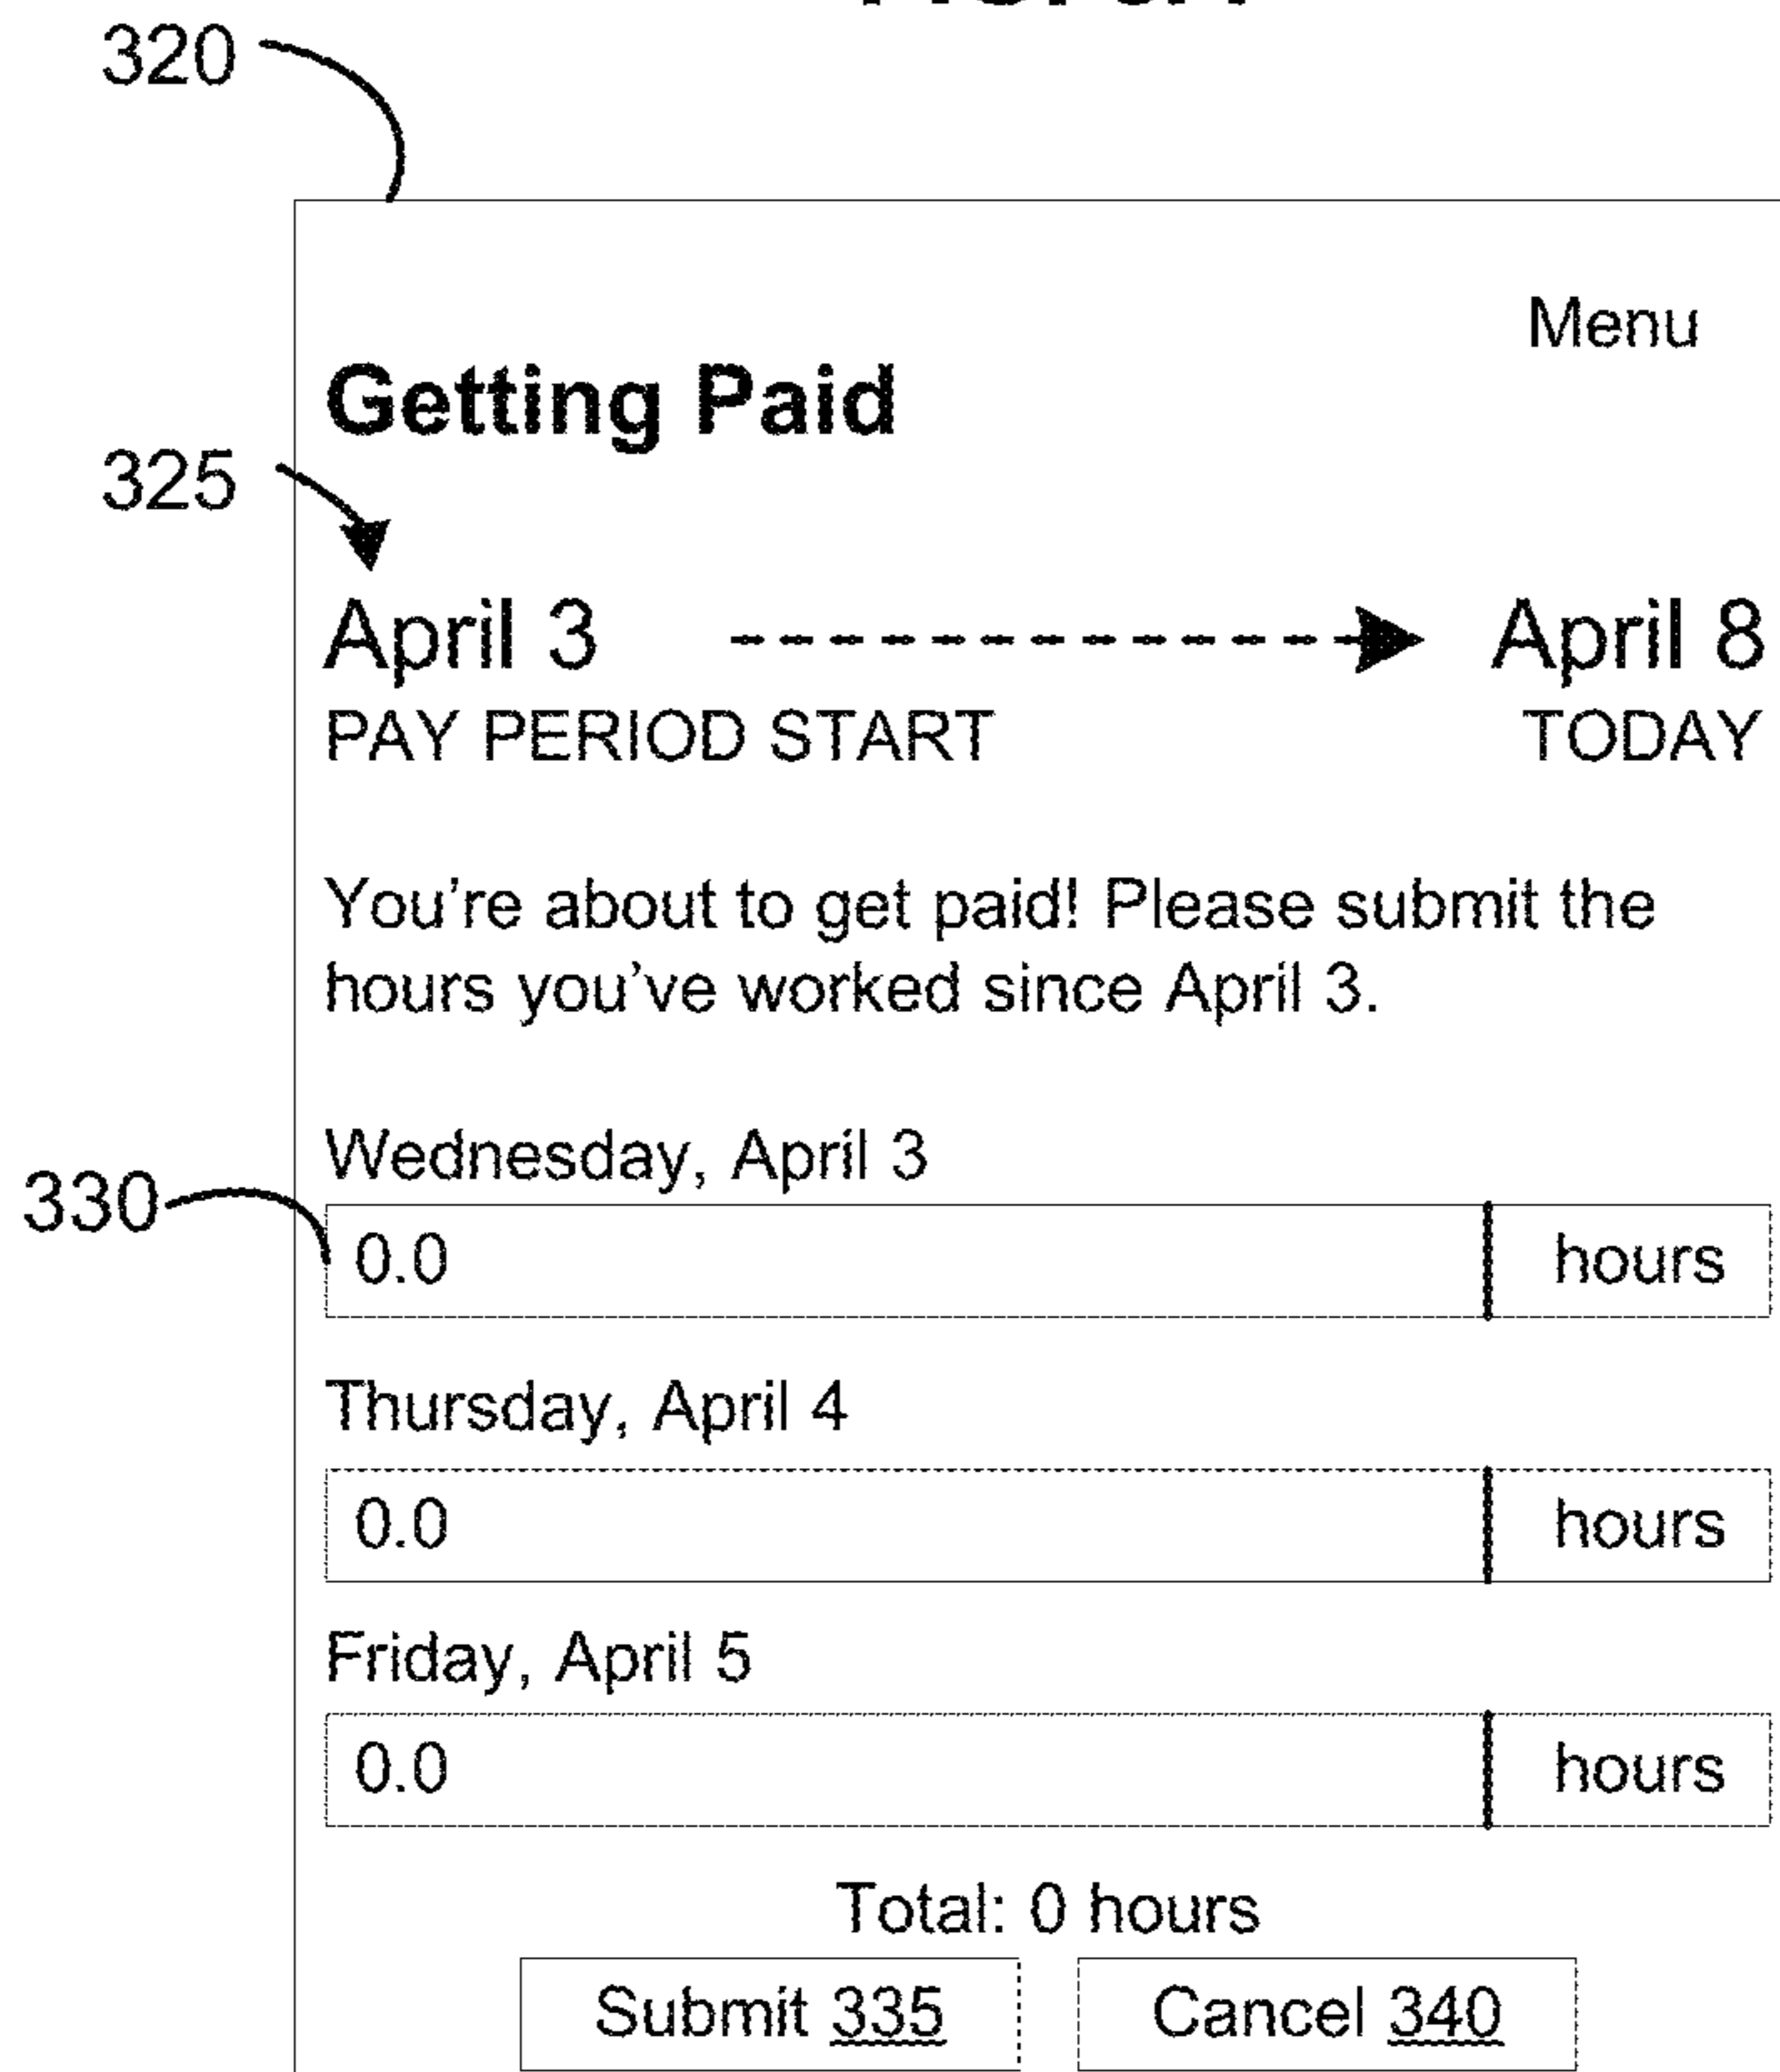 320
Menu
Getting Paid
325
April 3 April 8
PAY PERIOD START TODAY
You're about to get paid! Please submit the
hours you've worked since April 3.
Wednesday, April 3
330
0.0 hours
Thursday, April 4
0.0 hours
Friday, April 5
0.0 hours
Total: 0 hours
Submit 335 Cancel 340